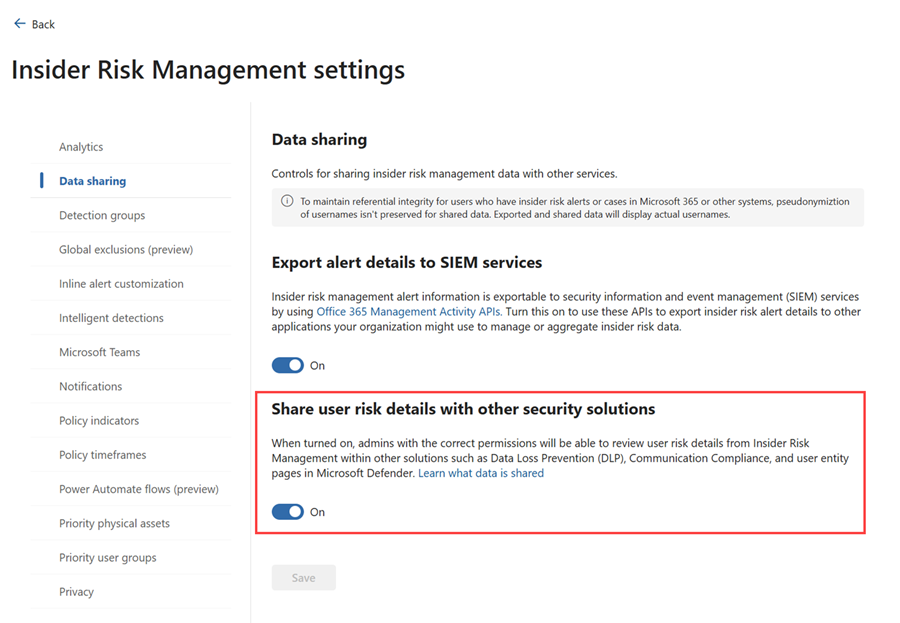 Back
Insider Risk Management settings
Analytics
Data sharing
Detection groups
Global exclusions (preview)
Inline alert customization
Intelligent detections
Microsoft Teams
Notifications
Policy indicators
Policy timeframes
Power Automate flows (preview)
Priority physical assets
Priority user groups
Privacy
Data sharing
Controls for sharing insider risk management data with other services.
To maintain referential integrity for users who have insider risk alerts or cases in Microsoft 365 or other systems, pseudonymiztion
of usernames isn't preserved for shared data. Exported and shared data will display actual usernames.
Export alert details to SIEM services
Insider risk management alert information is exportable to security information and event management (SIEM) services
by using Office 365 Management Activity APIs. Turn this on to use these APIs to export insider risk alert details to other
applications your organization might use to manage or aggregate insider risk data.
On
Share user risk details with other security solutions
When turned on, admins with the correct permissions will be able to review user risk details from Insider Risk
Management within other solutions such as Data Loss Prevention (DLP), Communication Compliance, and user entity
pages in Microsoft Defender. Learn what data is shared
On
Save